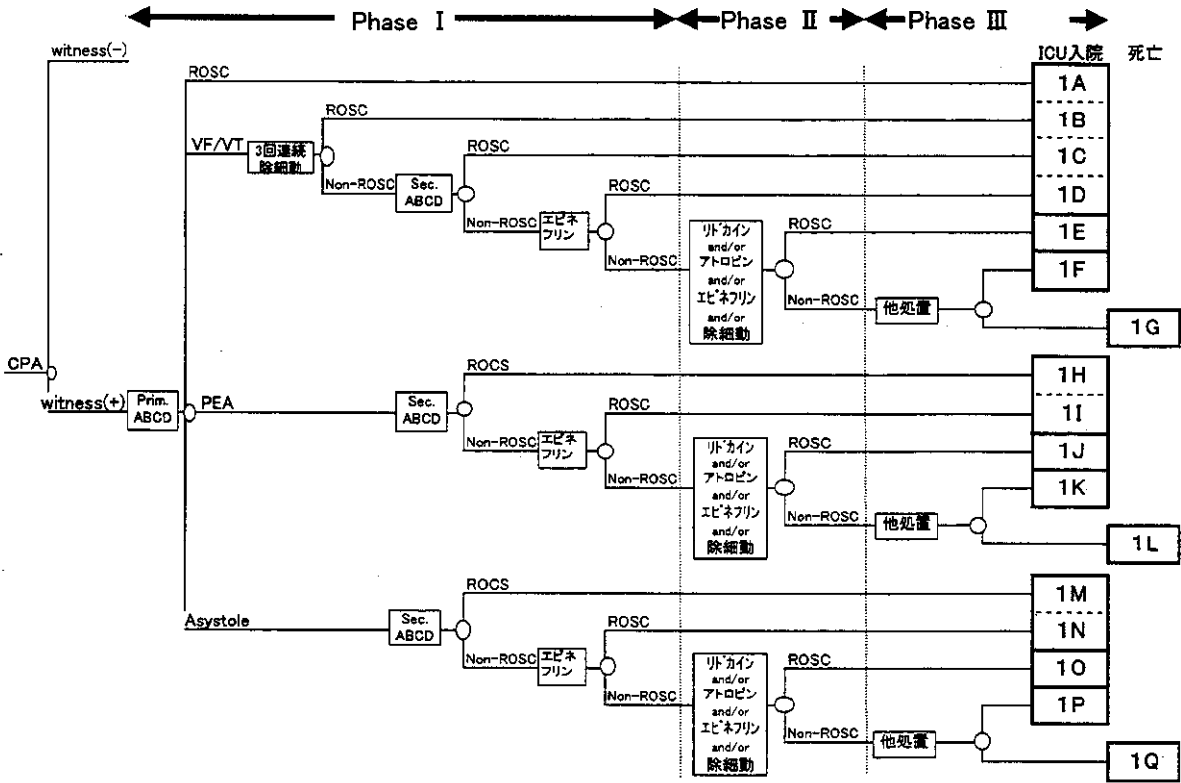 Phase Ⅰ
Phase Ⅱ
Phase Ⅲ
ICU入院
死亡
witness(-)
ROSC
1A
ROSC
1B
VF/VT
3回連続
除細動
ROSC
1C
Non-ROSC
Sec.
ABCD
ROSC
1D
Non-ROSC
エピネ
フリン
リドカイン
and/or
アトロピン
and/or
エピネフリン
and/or
除細動
ROSC
1E
Non-ROSC
1F
Non-ROSC
他処置
1G
CPA
witness(+)
Prim.
ABCD
PEA
Sec.
ABCD
ROCS
1H
ROSC
1I
Non-ROSC
エピネ
フリン
リドカイン
and/or
アトロピン
and/or
エピネフリン
and/or
除細動
ROSC
1J
Non-ROSC
1K
Non-ROSC
他処置
1L
Asystole
Sec.
ABCD
ROCS
1M
ROSC
1N
Non-ROSC
エピネ
フリン
リドカイン
and/or
アトロピン
and/or
エピネフリン
and/or
除細動
ROSC
1O
Non-ROSC
1P
Non-ROSC
他処置
1Q